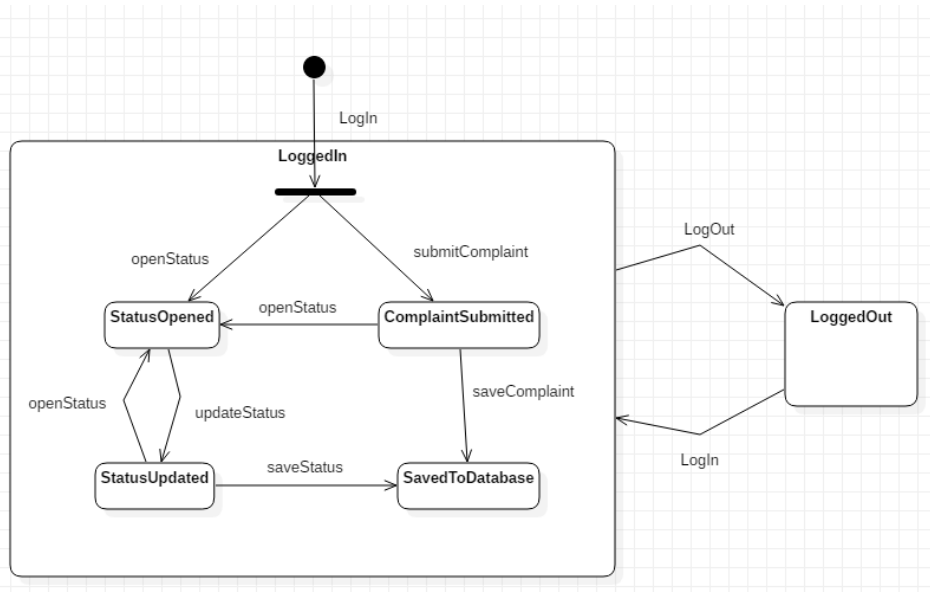 LogIn
LoggedIn
LogOut
openStatus
submitComplaint
openStatus
StatusOpened
ComplaintSubmitted
LoggedOut
saveComplaint
openStatus
updateStatus
LogIn
saveStatus
StatusUpdated
SavedToDatabase